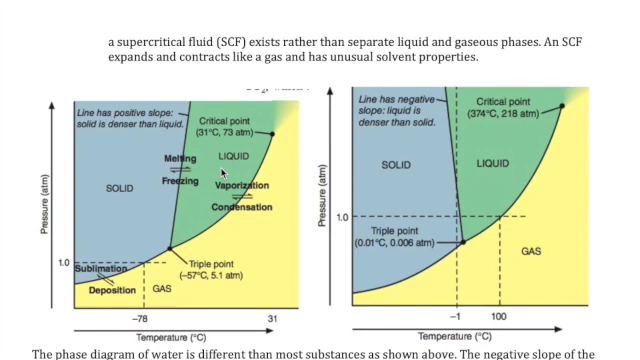 a supercritical fluid (SCF) exists rather than separate liquid and gaseous phases. An SCF
expands and contracts like a gas and has unusual solvent properties.
Line has positive slope:
solid is denser than liquid.
Critical point
(31°C, 73 atm)
Melting
LIQUID
SOLID
Freezing
Vaporization
Condensation
1.0
Sublimation
Triple point
(−57°C, 5.1 atm)
Deposition
GAS
−78
31
Temperature (°C)
Pressure (atm)
Line has negative
slope: liquid is
denser than solid.
Critical point
(374°C, 218 atm)
SOLID
LIQUID
1.0
Triple point
(0.01°C, 0.006 atm)
GAS
−1
100
Temperature (°C)
Pressure (atm)
The phase diagram of water is different than most substances as shown above. The negative slope of the